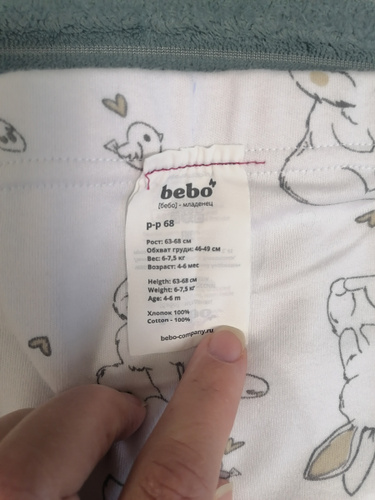 bebo
[бебо] - младенец
р-р 68
Рост: 63-68 см
Обхват груди: 46-49 см
Вес: 6-7,5 кг
Возраст: 4-6 мес
Heigth: 63-68 см
Weight: 6-7,5 кг
Age: 4-6 m
Хлопок 100%
Cotton - 100%
bebo-company.ru